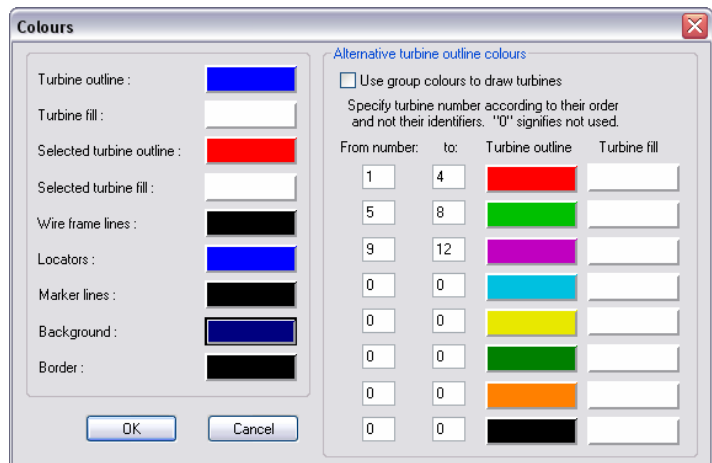 Colours
Turbine outline :
Turbine fill :
Selected turbine outline :
Selected turbine fill :
Wire frame lines :
Locators :
Marker lines :
Background :
Border :
OK Cancel
Alternative turbine outline colours
Use group colours to draw turbines
Specify turbine number according to their order
and not their identifiers. "0" signifies not used.
From number: to: Turbine outline Turbine fill
1 4
5 8
9 12
0 0
0 0
0 0
0 0
0 0